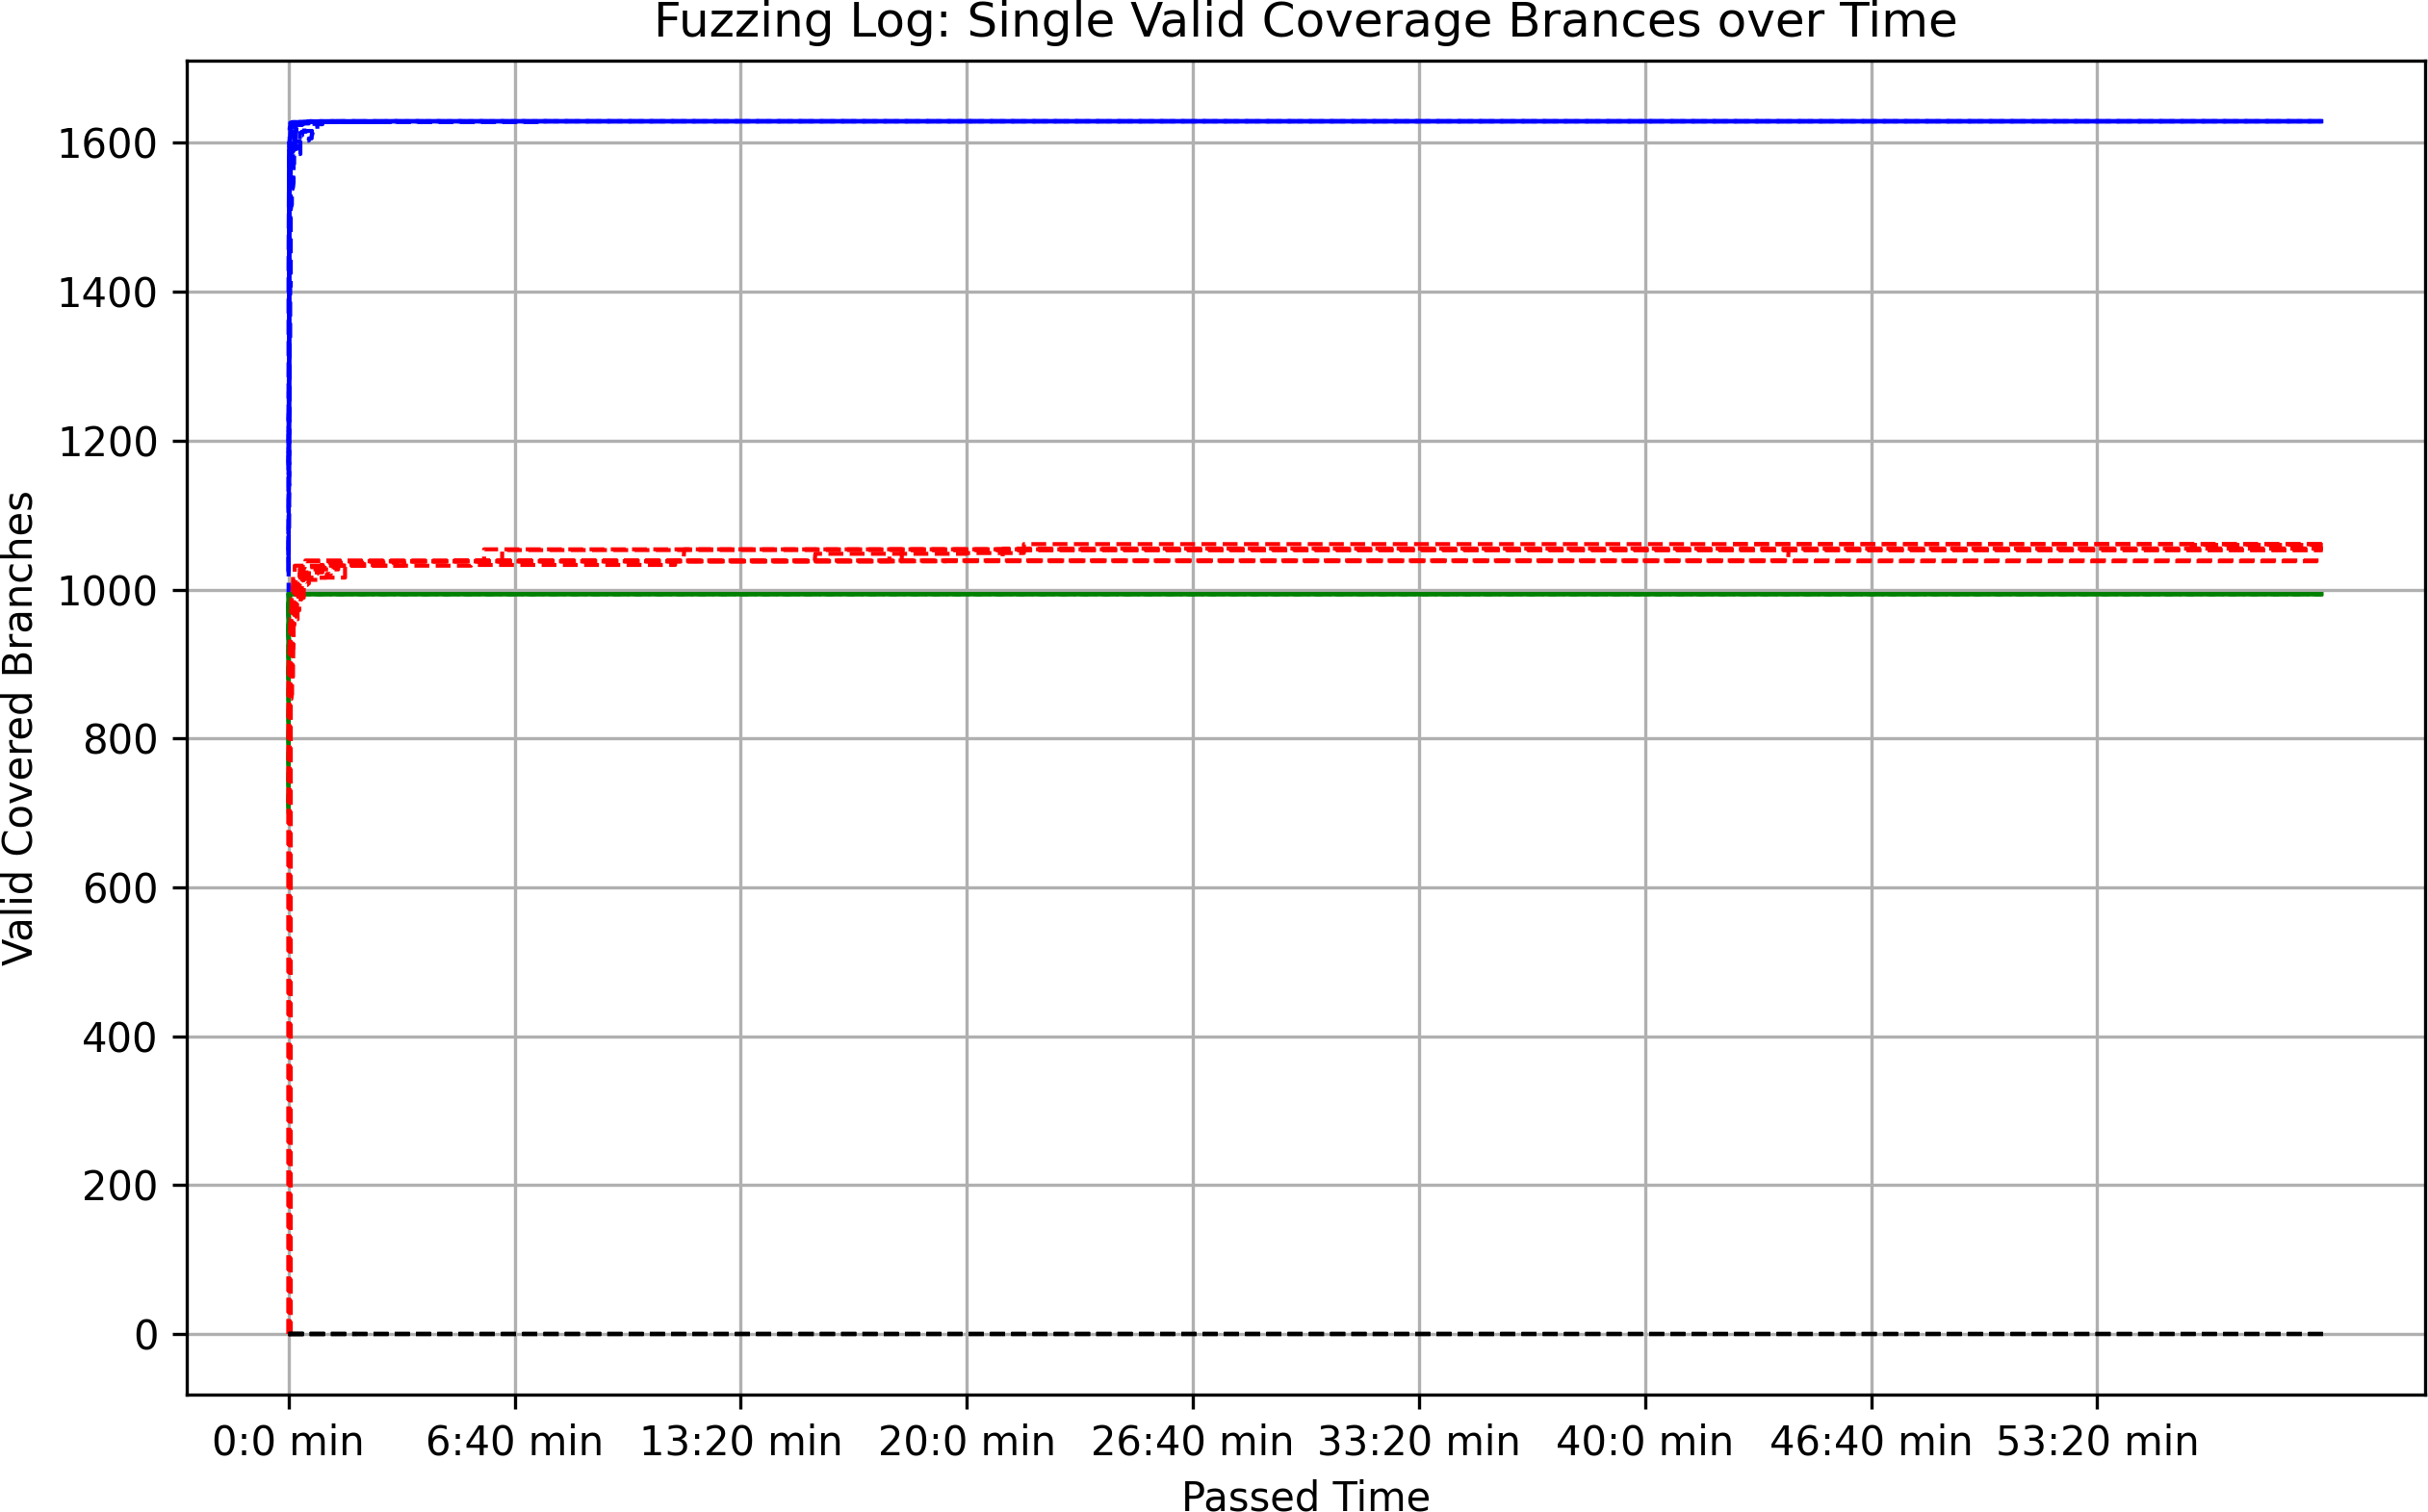 Fuzzing Log: Single Valid Coverage Brances over Time
Valid Covered Branches
1600
1400
1200
1000
800
600
400
200
0
0:0 min
6:40 min
13:20 min
20:0 min
26:40 min
33:20 min
40:0 min
46:40 min
53:20 min
Passed Time